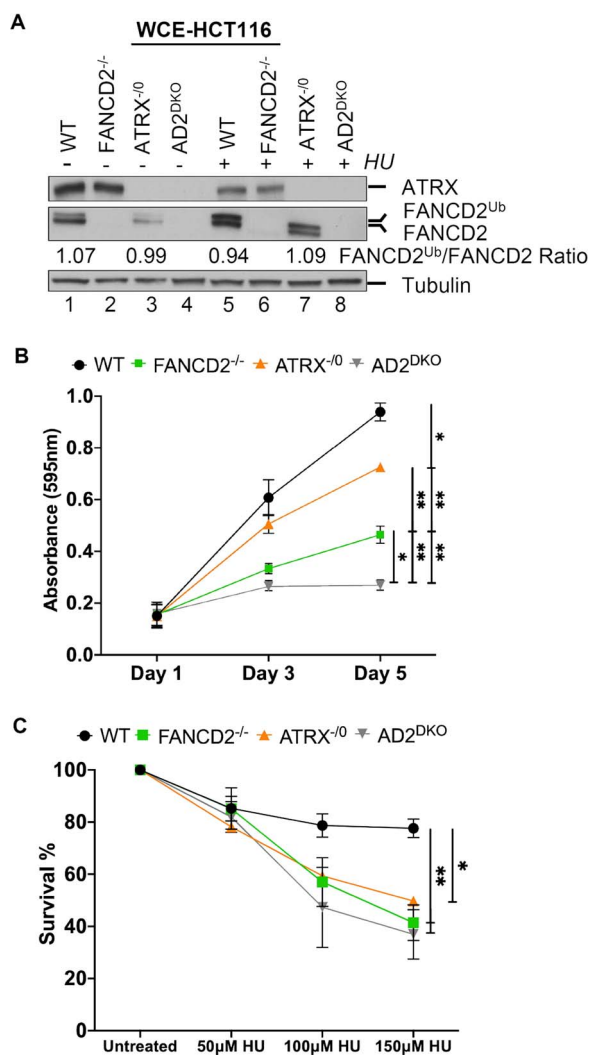 A
WCE-HCT116
WT FANCD2-/- ATRX-/0 AD2DKO WT FANCD2-/- ATRX-/0 AD2DKO
- - - - + + + + HU
ATRX
FANCD2Ub
FANCD2
1.07 0.99 0.94 1.09 FANCD2Ub/FANCD2 Ratio
Tubulin
1 2 3 4 5 6 7 8
B
WT FANCD2-/- ATRX-/0 AD2DKO
Absorbance (595nm)
1.0
0.8
0.6
0.4
0.2
0.0
Day 1 Day 3 Day 5
* ** ** * ** **
C
WT FANCD2-/- ATRX-/0 AD2DKO
Survival %
100
80
60
40
20
0
** *
Untreated 50µM HU 100µM HU 150µM HU